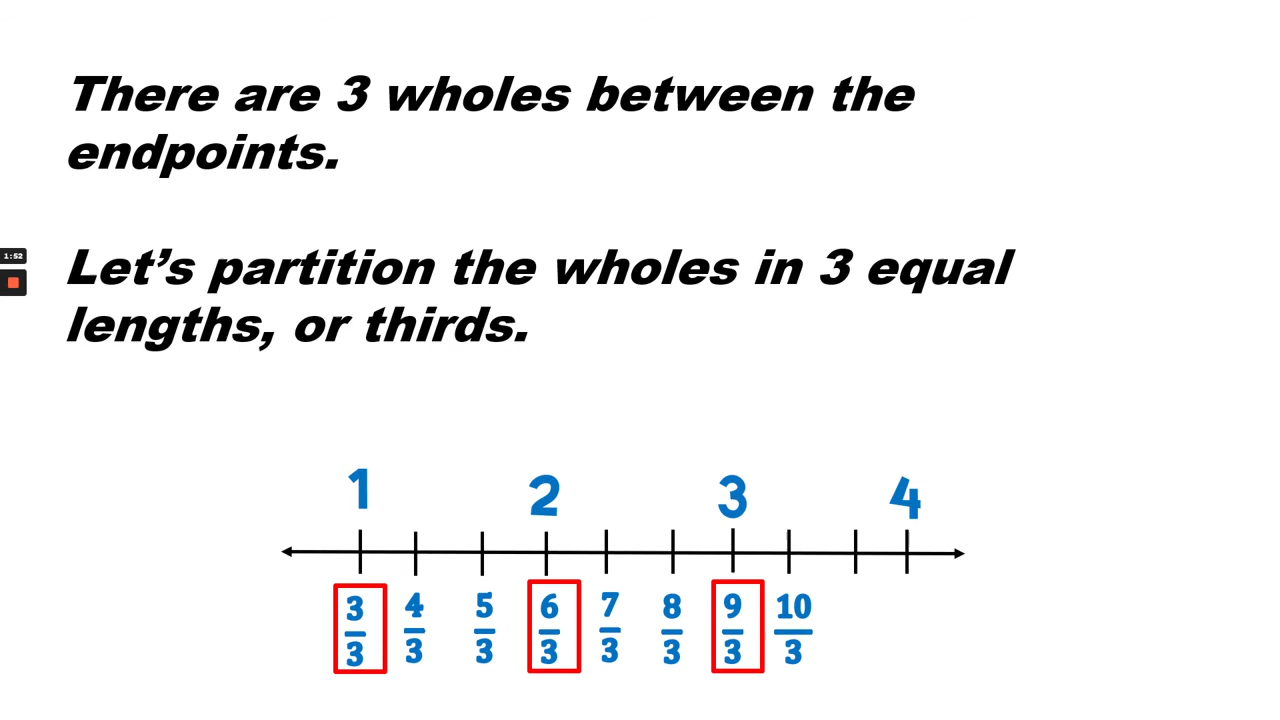 There are 3 wholes between the
endpoints.
Let’s partition the wholes in 3 equal
lengths, or thirds.
1:52
1 2 3 4
3/3 4/3 5/3 6/3 7/3 8/3 9/3 10/3